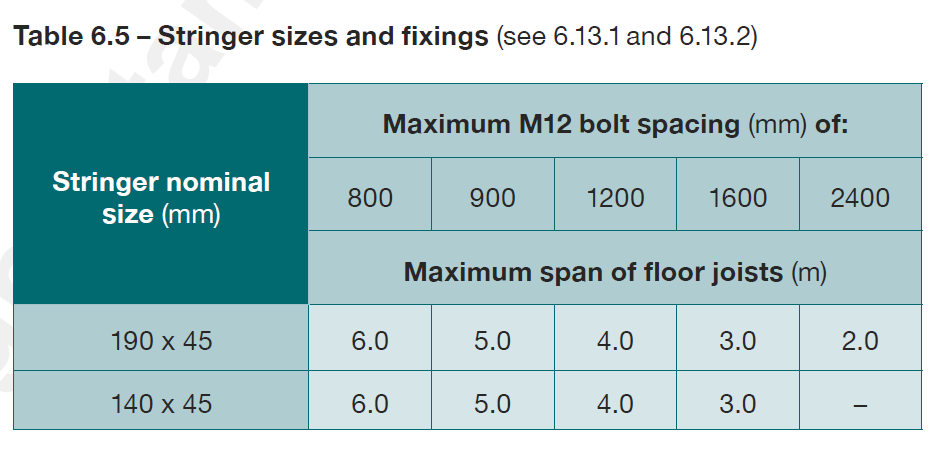 Table 6.5 – Stringer sizes and fixings (see 6.13.1 and 6.13.2)
Stringer nominal size (mm)
Maximum M12 bolt spacing (mm) of:
800 900 1200 1600 2400
Maximum span of floor joists (m)
190 x 45 6.0 5.0 4.0 3.0 2.0
140 x 45 6.0 5.0 4.0 3.0 –